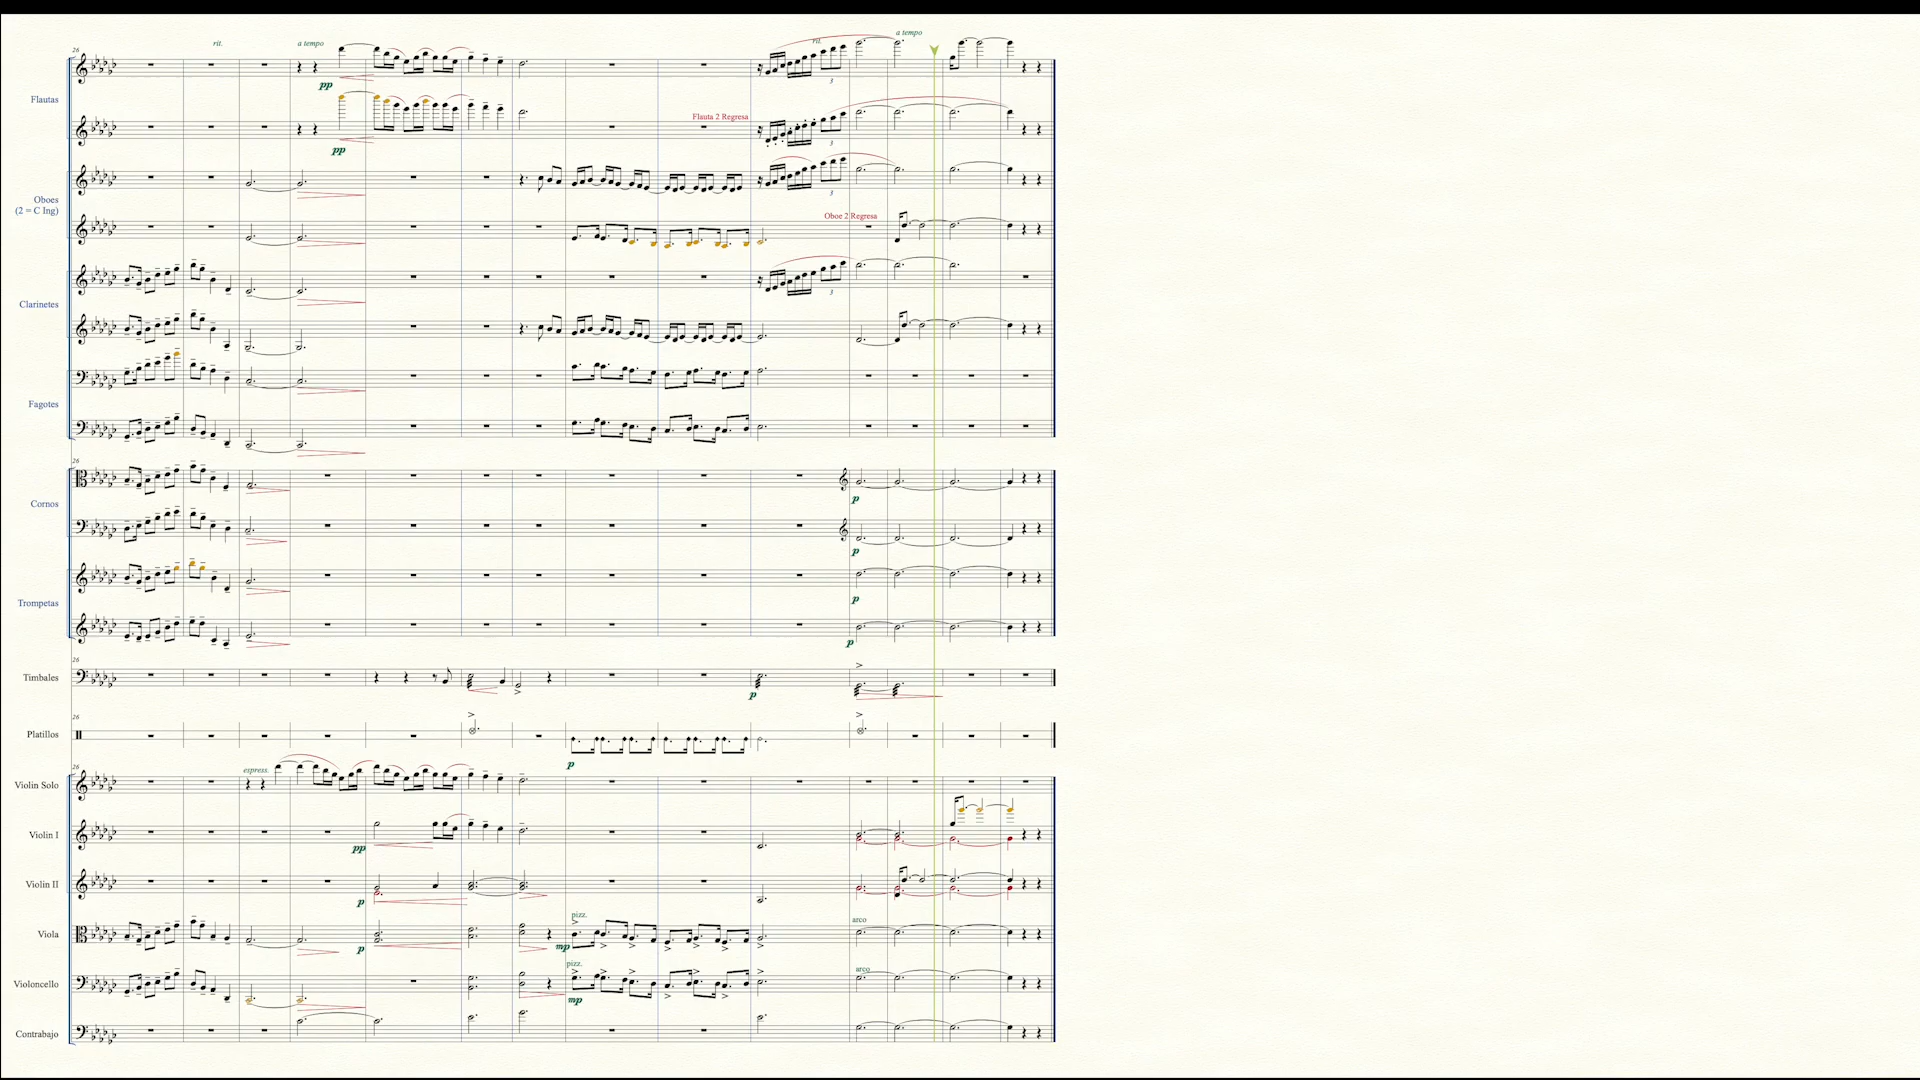 rit.
a tempo
rit.
a tempo
26
pp
Flautas
Flauta 2 Regresa
3
pp
3
Oboes
(2 = C Ing)
3
Oboe 2 Regresa
Clarinetes
3
Fagotes
26
Cornos
p
p
Trompetas
p
p
26
Timbales
p
26
Platillos
p
26
espress.
Violin Solo
Violin I
pp
Violin II
p
pizz.
arco
Viola
p
mp
pizz.
arco
Violoncello
mp
Contrabajo